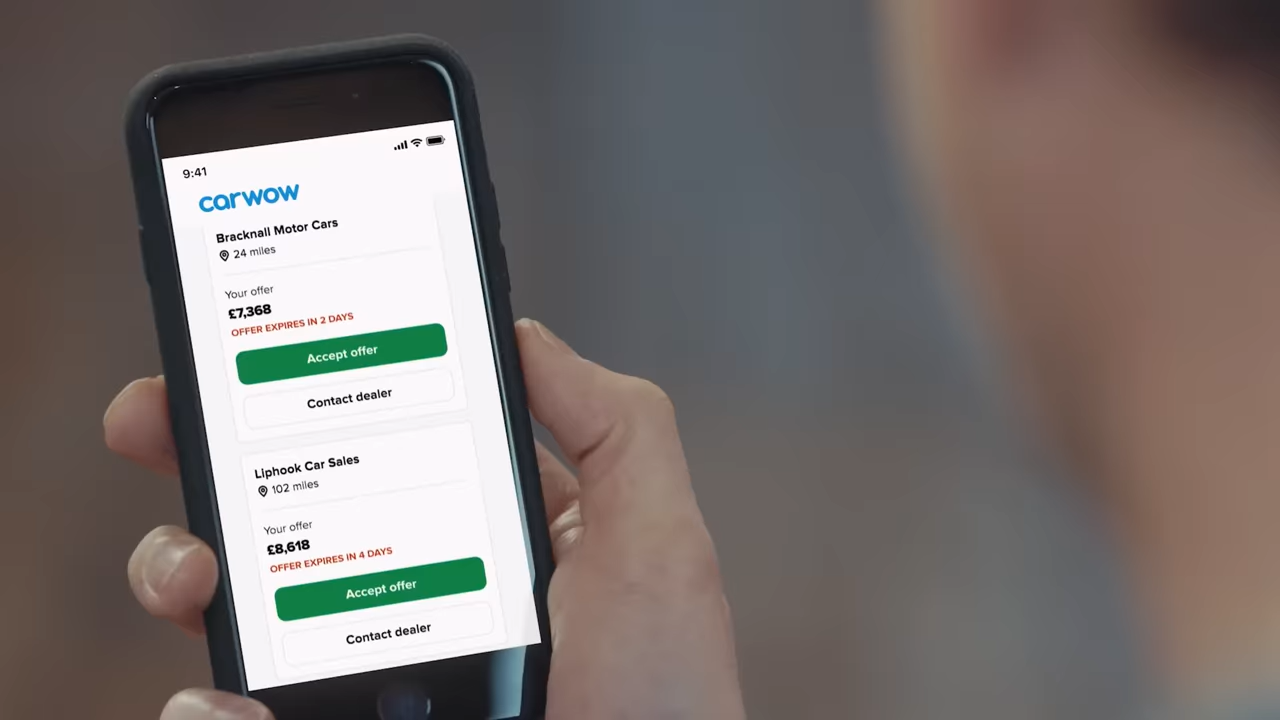 9:41
carwow
Bracknall Motor Cars
24 miles
Your offer
£7,368
OFFER EXPIRES IN 2 DAYS
Accept offer
Contact dealer
Liphook Car Sales
102 miles
Your offer
£8,618
OFFER EXPIRES IN 4 DAYS
Accept offer
Contact dealer